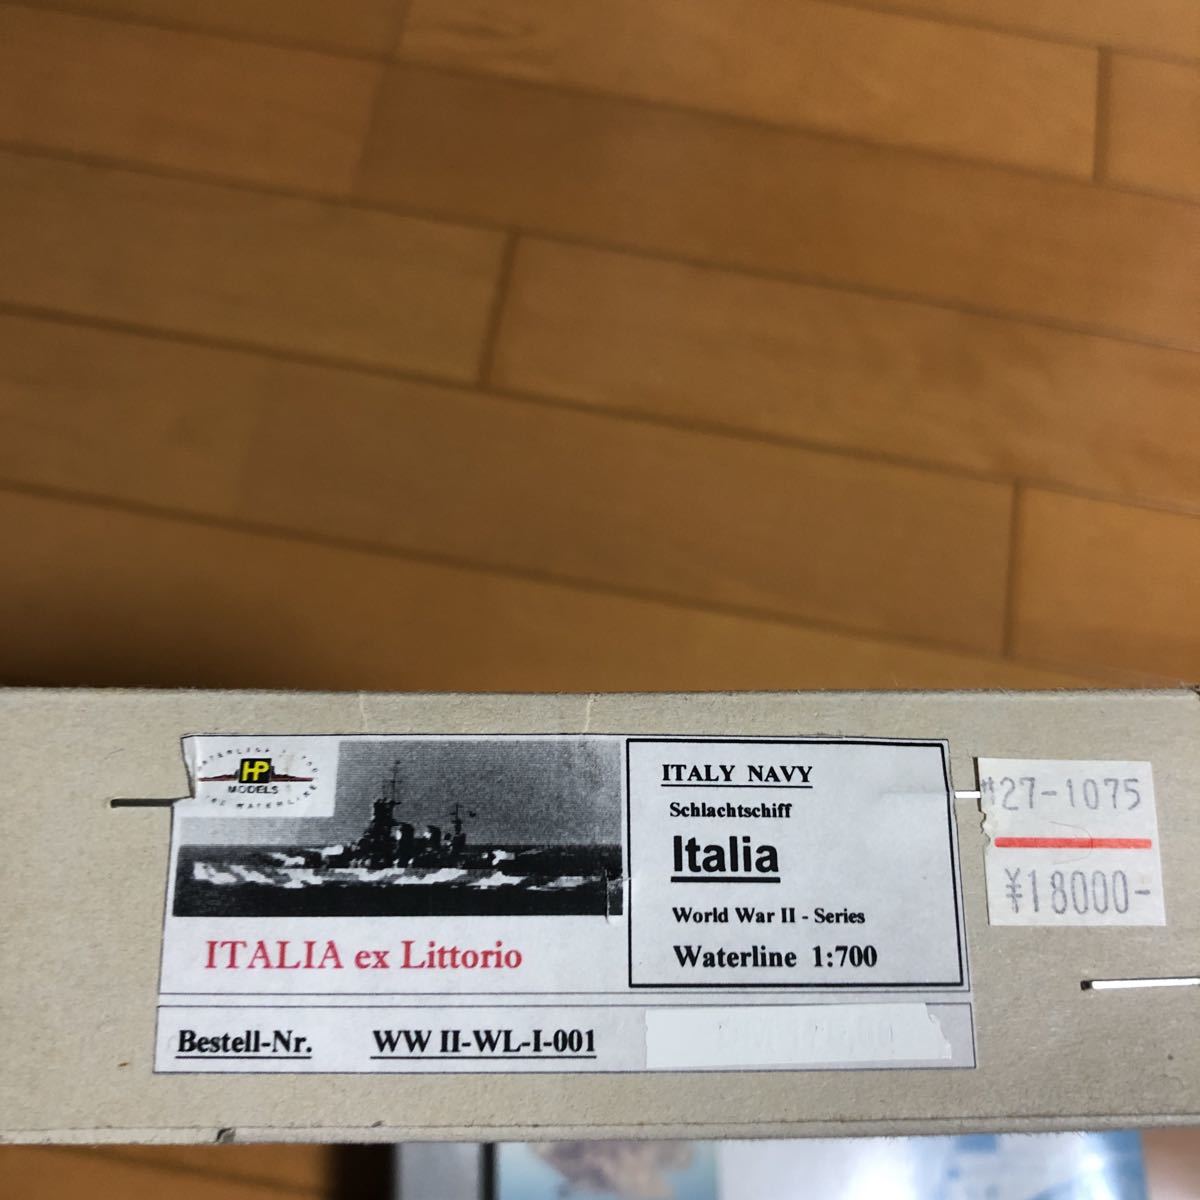 HP
MODELS
ITALIA ex Littorio
ITALY NAVY
Schlachtschiff
Italia
World War II - Series
Waterline 1:700
Bestell-Nr. WW II-WL-I-001
#27-1075
¥18000-